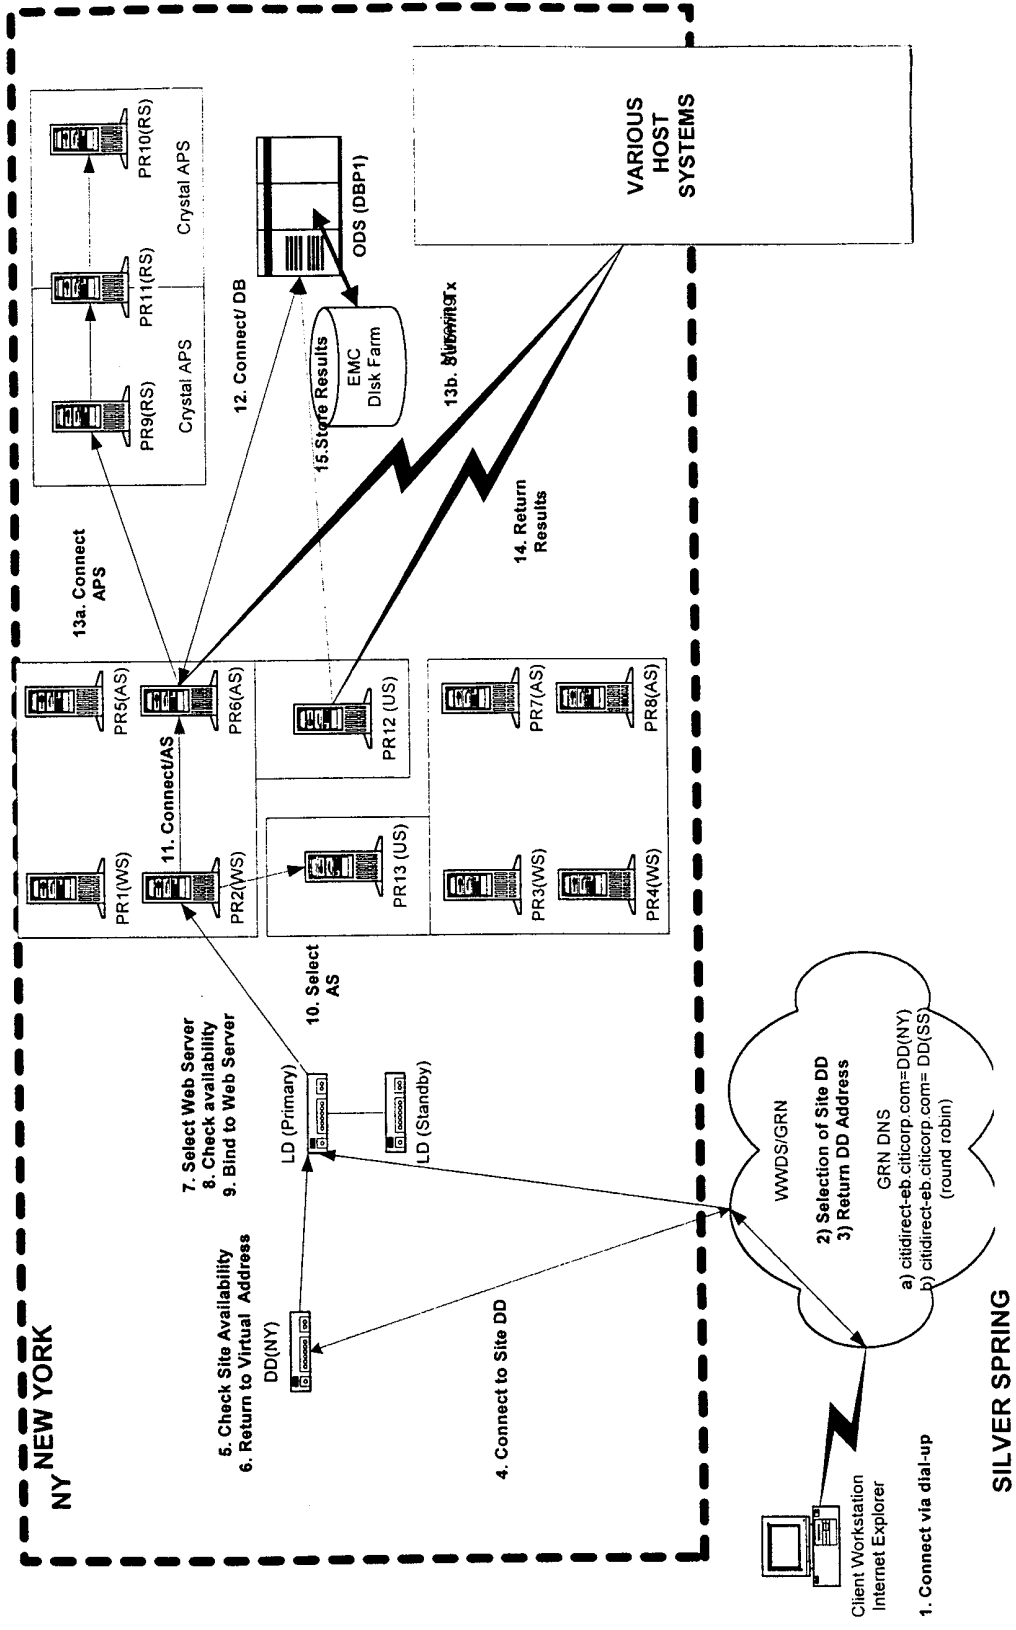 NEW YORK
NY
5. Check Site Availability
6. Return to Virtual Address
DD(NY)
4. Connect to Site DD
7. Select Web Server
8. Check availability
9. Bind to Web Server
LD (Primary)
LD (Standby)
10. Select
AS
PR1(WS)
PR2(WS)
11. Connect/AS
PR5(AS)
PR6(AS)
PR13 (US)
PR12 (US)
PR3(WS)
PR4(WS)
PR7(AS)
PR8(AS)
13a. Connect
APS
PR9(RS)
PR11(RS)
PR10(RS)
Crystal APS
Crystal APS
12. Connect/ DB
ODS (DBP1)
15.Store Results
EMC
DIsk Farm
Mirroring
13b. Submit Tx
14. Return
Results
VARIOUS
HOST
SYSTEMS
Client Workstation
Internet Explorer
1. Connect via dial-up
WWDS/GRN
2) Selection of Site DD
3) Return DD Address
GRN DNS
a) citidirect-eb.citicorp.com=DD(NY)
b) citidirect-eb.citicorp.com= DD(SS)
(round robin)
SILVER SPRING